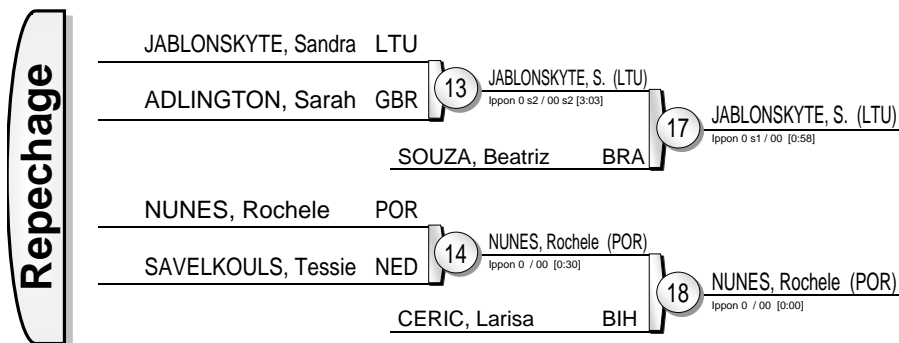 Repechage
JABLONSKYTE, Sandra LTU
ADLINGTON, Sarah GBR
13
JABLONSKYTE, S. (LTU)
Ippon 0 s2 / 00 s2 [3:03]
SOUZA, Beatriz BRA
17
JABLONSKYTE, S. (LTU)
Ippon 0 s1 / 00 [0:58]
NUNES, Rochele POR
SAVELKOULS, Tessie NED
14
NUNES, Rochele (POR)
Ippon 0 / 00 [0:30]
CERIC, Larisa BIH
18
NUNES, Rochele (POR)
Ippon 0 / 00 [0:00]